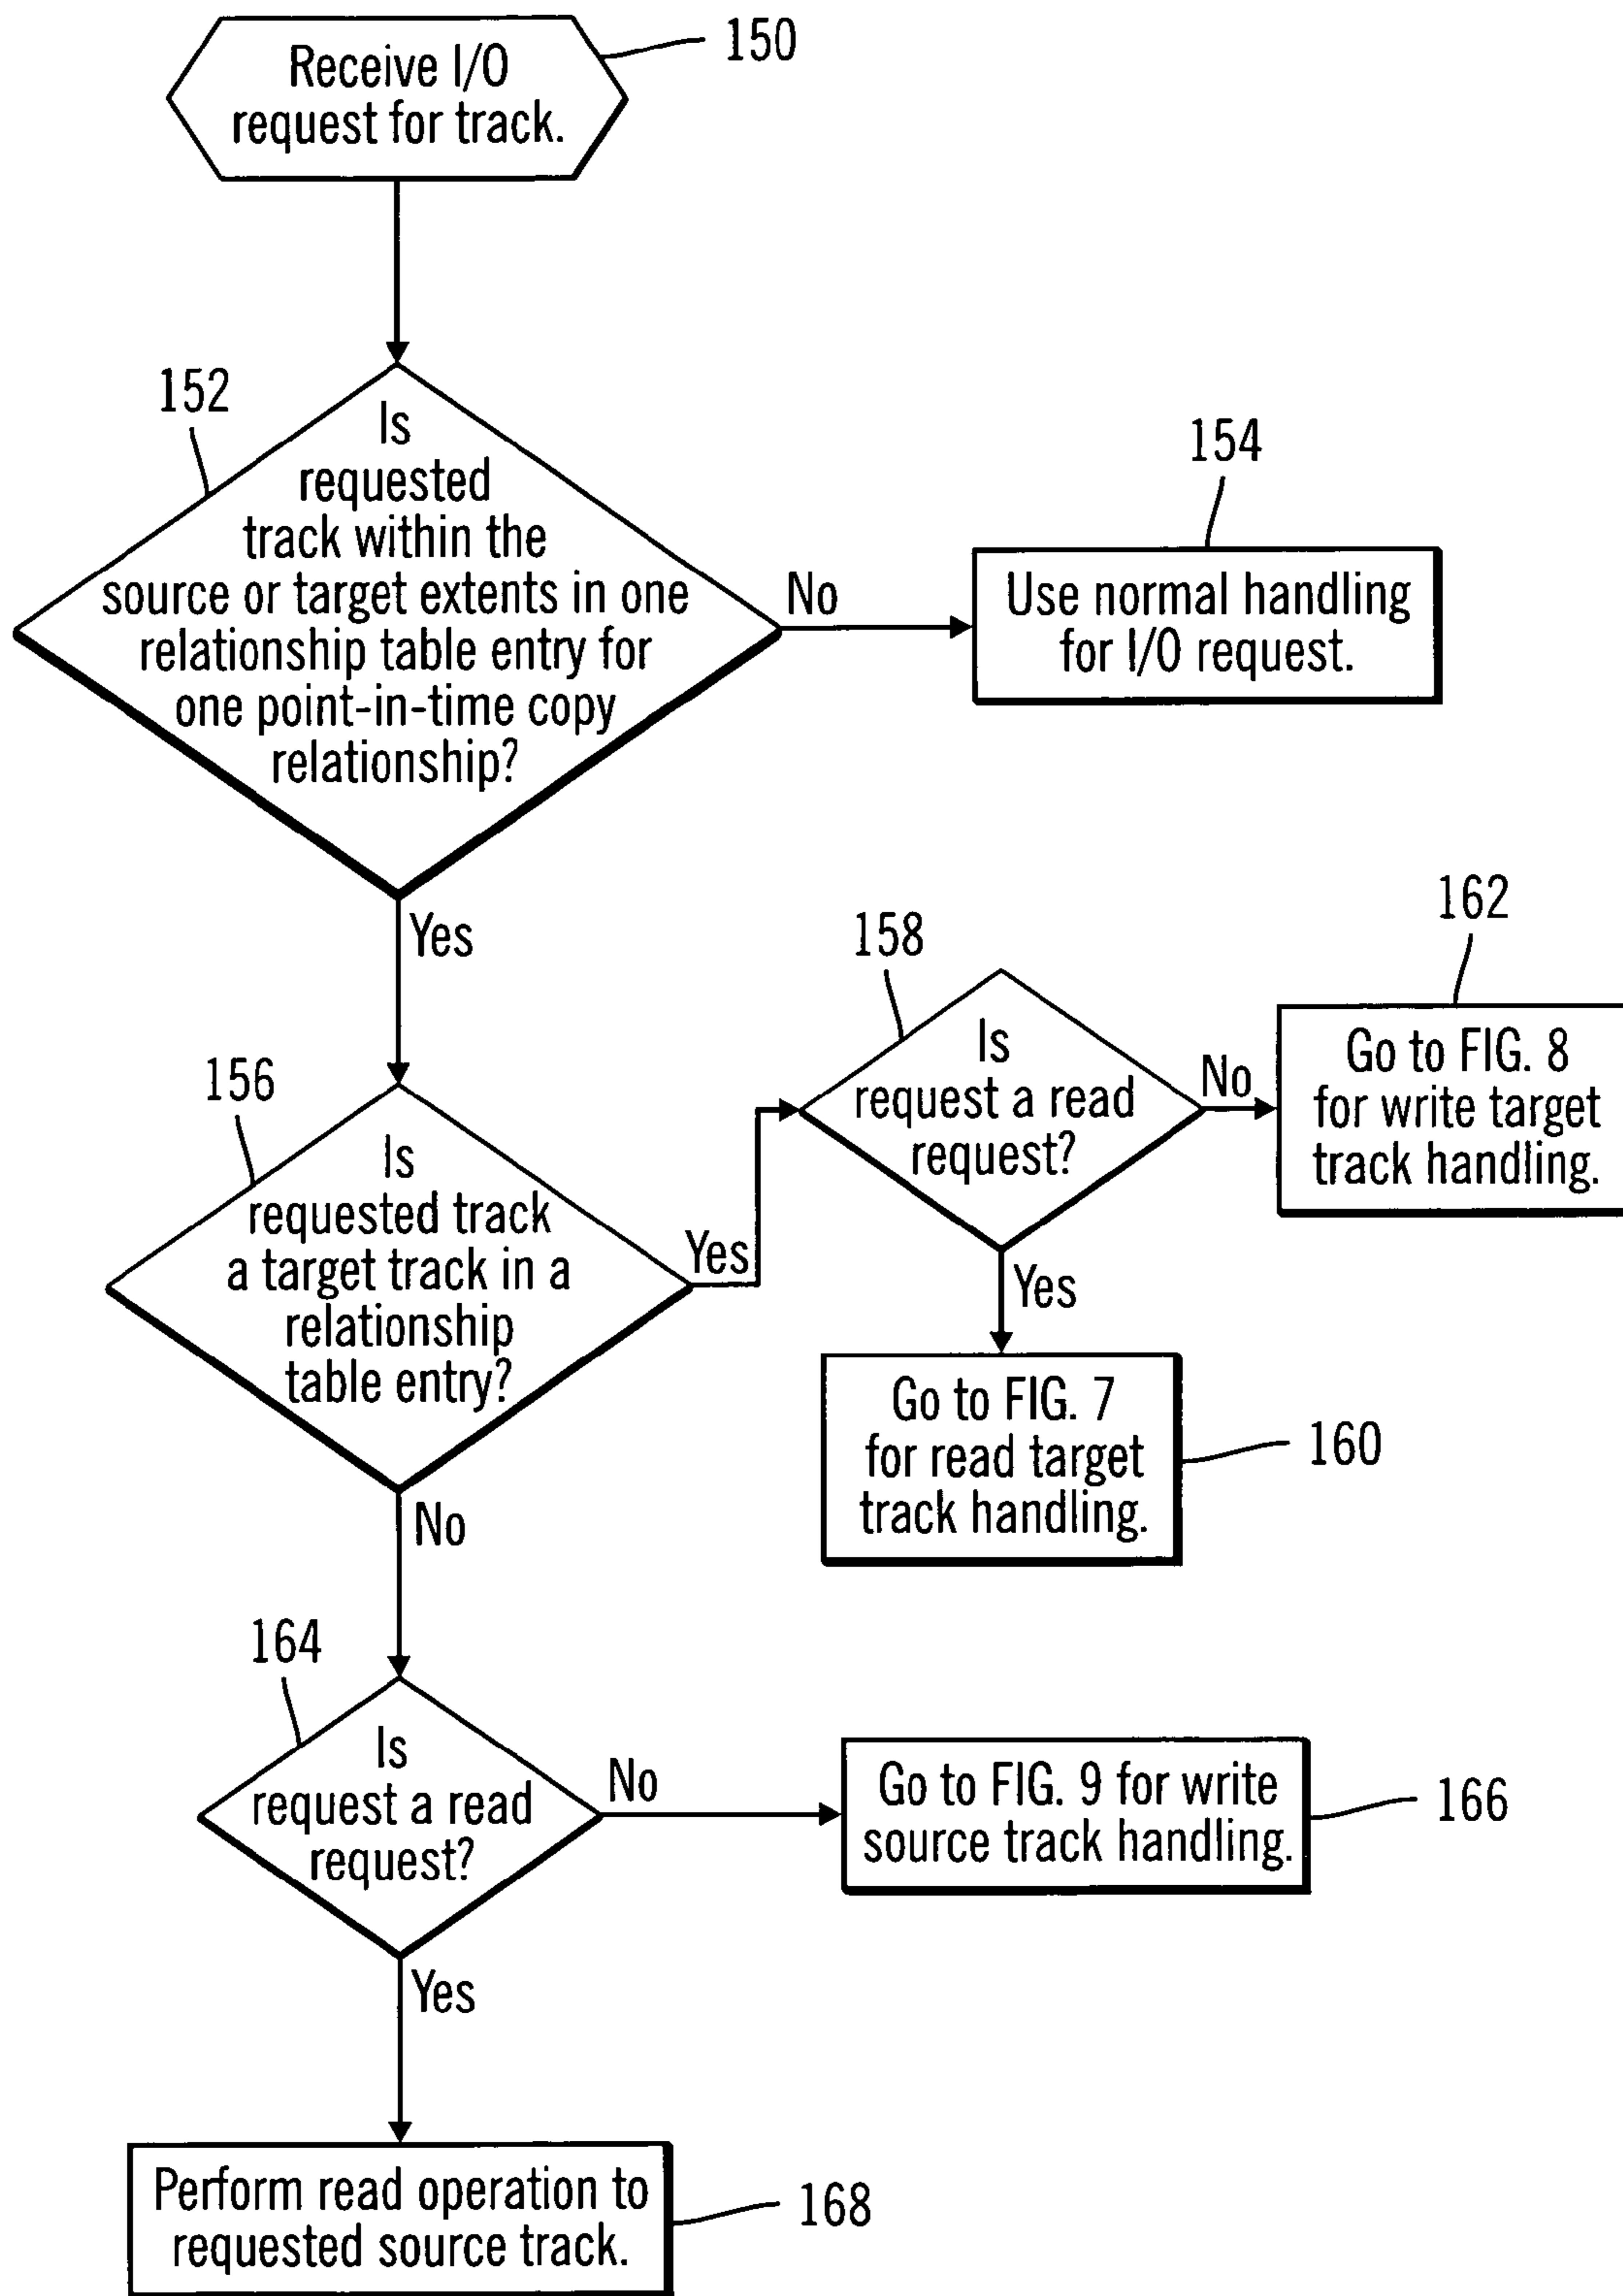 Receive I/O
request for track.
150
152
Is
requested
track within the
source or target extents in one
relationship table entry for
one point-in-time copy
relationship?
No
154
Use normal handling
for I/O request.
Yes
156
Is
requested track
a target track in a
relationship
table entry?
Yes
158
Is
request a read
request?
No
162
Go to FIG. 8
for write target
track handling.
Yes
Go to FIG. 7
for read target
track handling.
160
No
164
Is
request a read
request?
No
Go to FIG. 9 for write
source track handling.
166
Yes
Perform read operation to
requested source track.
168